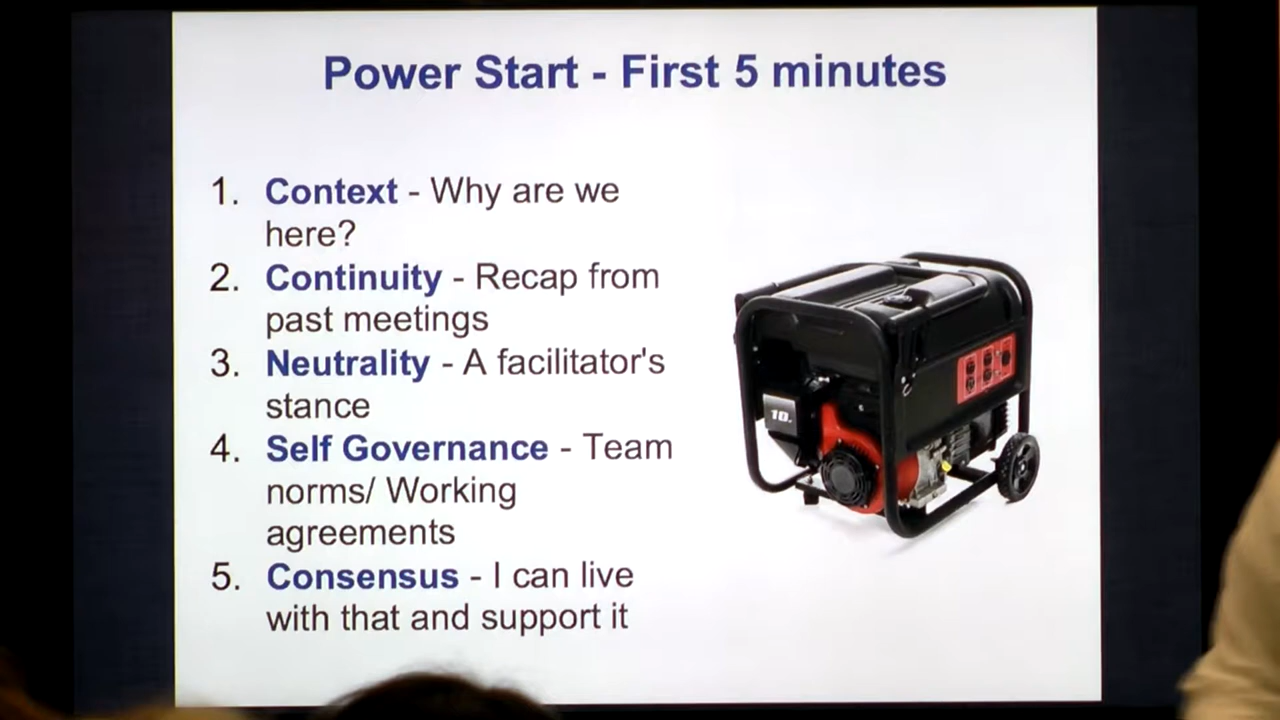 Power Start - First 5 minutes
1. Context - Why are we
here?
2. Continuity - Recap from
past meetings
3. Neutrality - A facilitator's
stance
4. Self Governance - Team
norms/ Working
agreements
5. Consensus - I can live
with that and support it
10.